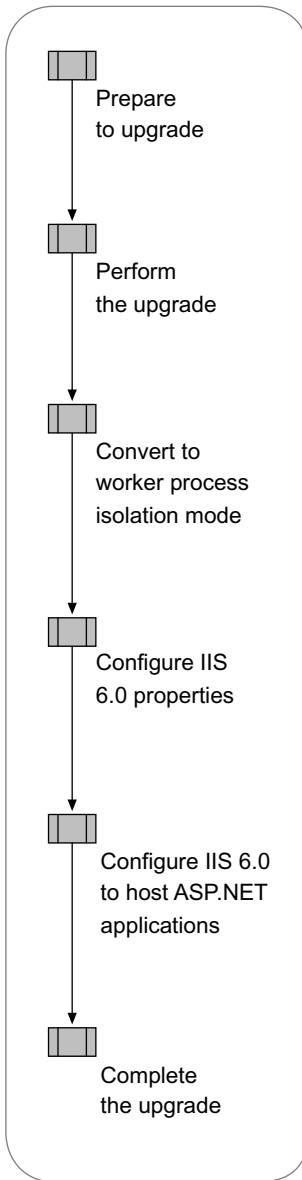 Prepare
to upgrade
Perform
the upgrade
Convert to
worker process
isolation mode
Configure IIS
6.0 properties
Configure IIS 6.0
to host ASP.NET
applications
Complete
the upgrade